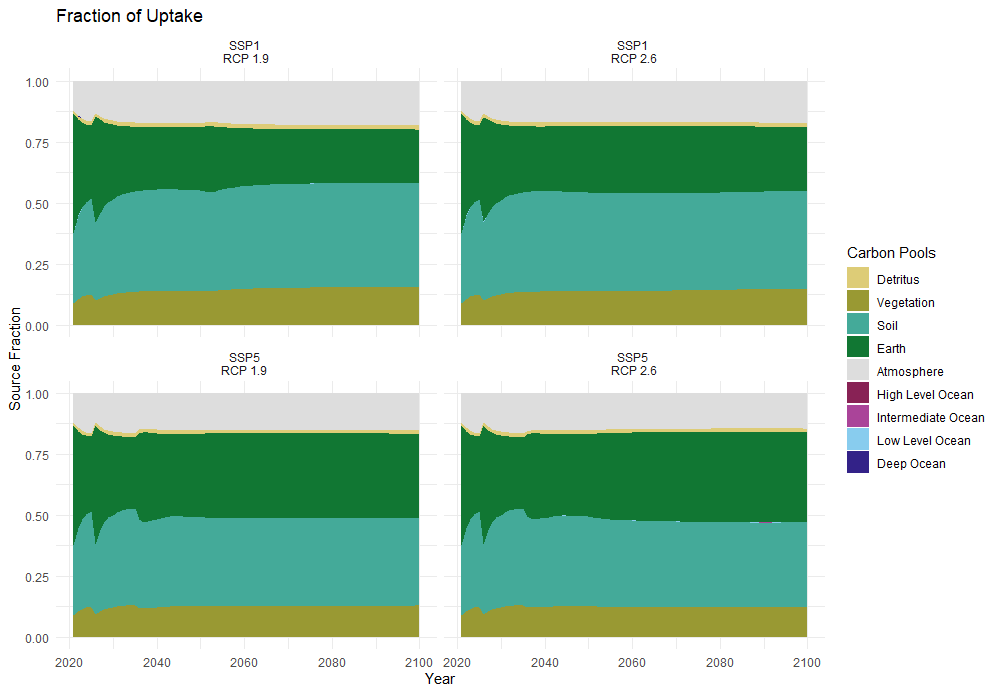 Fraction of Uptake
SSP1
RCP 1.9
SSP1
RCP 2.6
1.00
0.75
0.50
0.25
0.00
SSP5
RCP 1.9
SSP5
RCP 2.6
1.00
0.75
0.50
0.25
0.00
2020 2040 2060 2080 2100 2020 2040 2060 2080 2100
Year
Source Fraction
Carbon Pools
Detritus
Vegetation
Soil
Earth
Atmosphere
High Level Ocean
Intermediate Ocean
Low Level Ocean
Deep Ocean